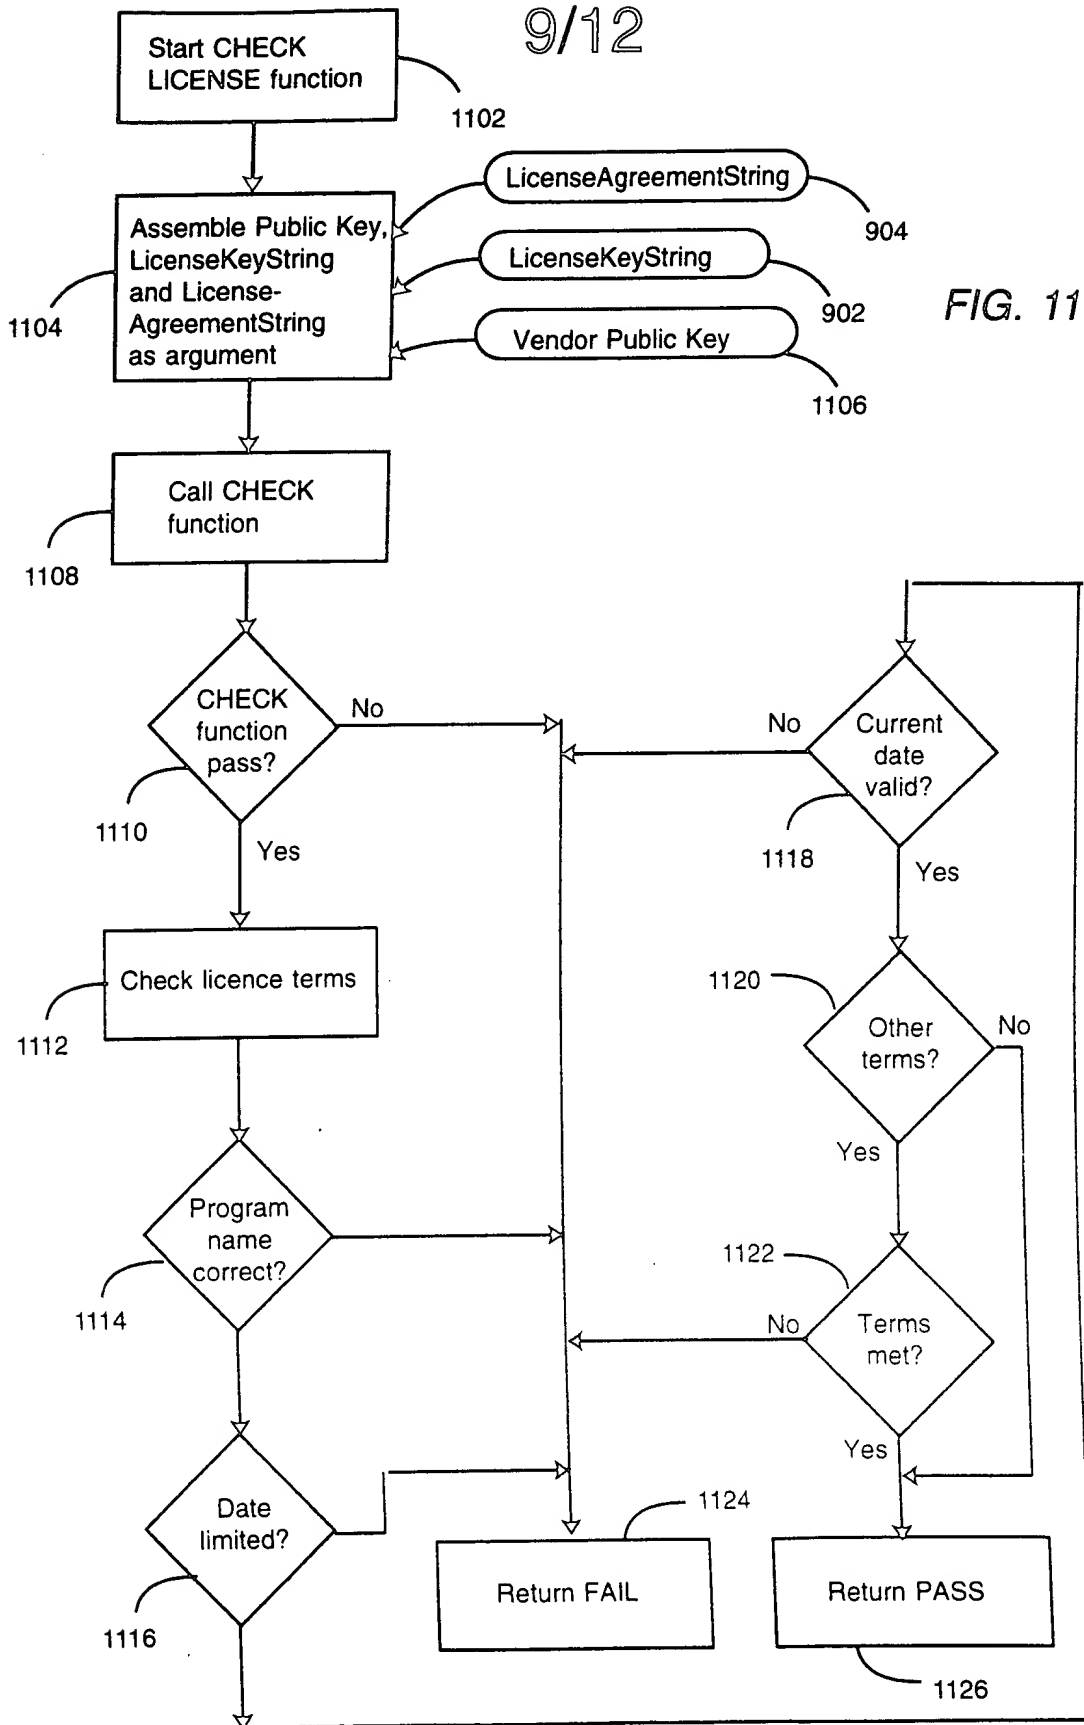 9/12
Start CHECK
LICENSE function
1102
LicenseAgreementString
904
Assemble Public Key,
LicenseKeyString
and License-
AgreementString
as argument
1104
LicenseKeyString
902
FIG. 11
Vendor Public Key
1106
Call CHECK
function
1108
CHECK
function
pass?
No
1110
Yes
No
Current
date
valid?
1118
Yes
Check licence terms
1112
1120
Other
terms?
No
Yes
Program
name
correct?
1114
1122
No
Terms
met?
Yes
Date
limited?
1116
1124
Return FAIL
Return PASS
1126